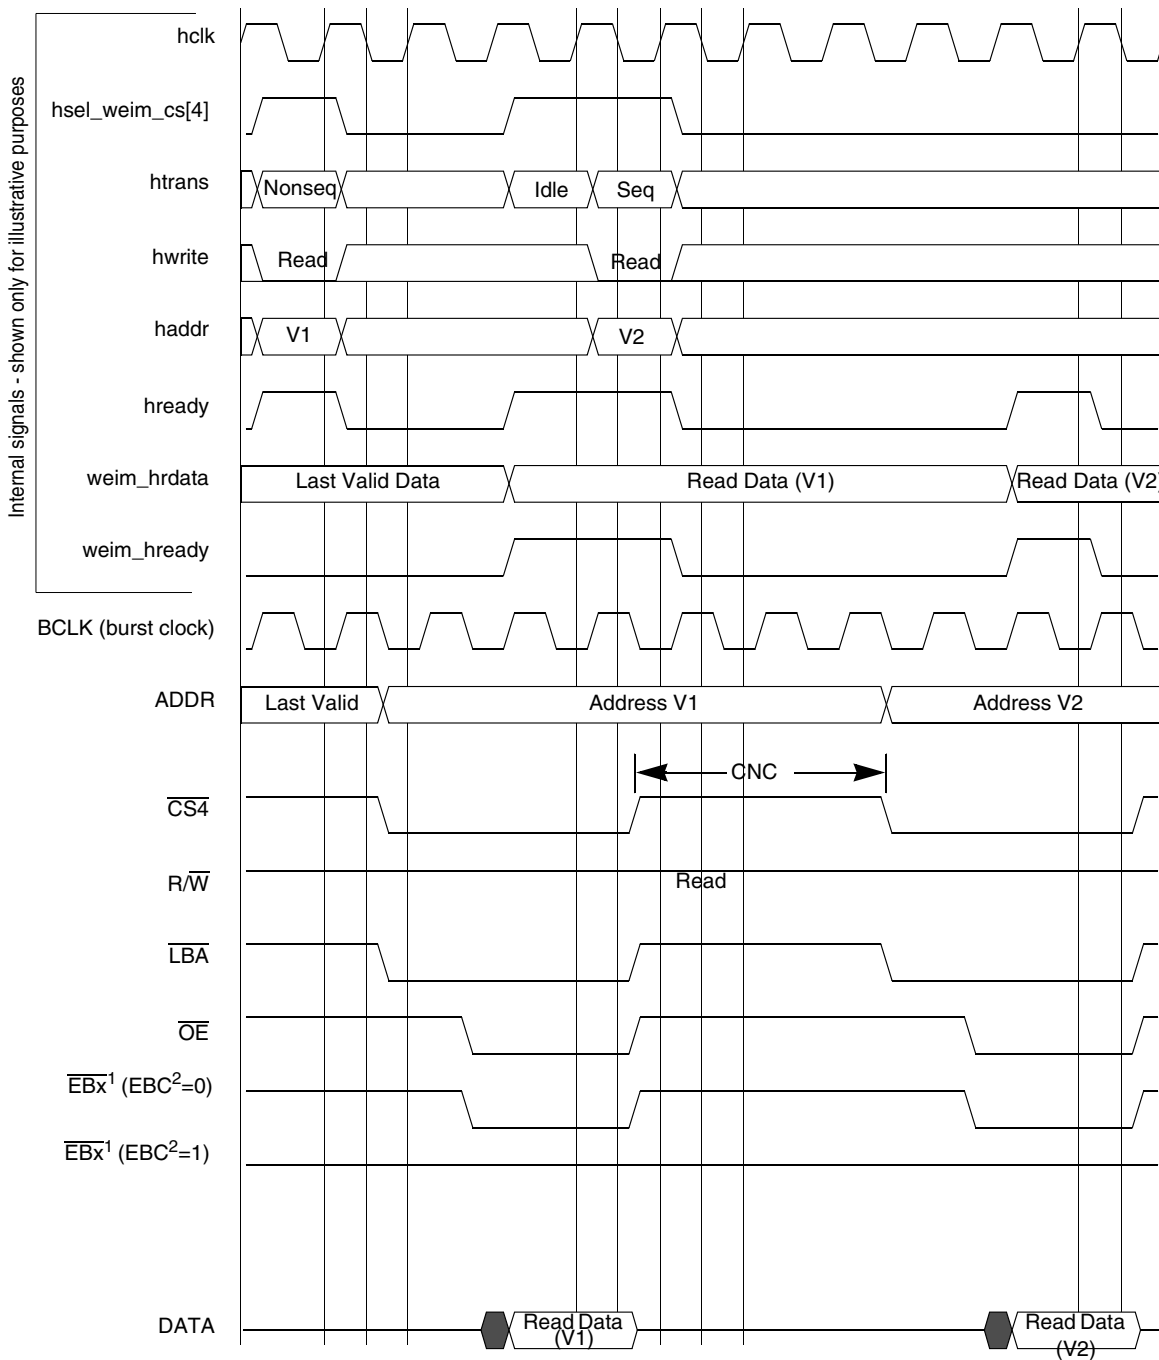 Internal signals - shown only for illustrative purposes
hclk
hsel_weim_cs[4]
htrans
Nonseq
Idle
Seq
hwrite
Read
Read
haddr
V1
V2
hready
weim_hrdata
Last Valid Data
Read Data (V1)
Read Data (V2)
weim_hready
BCLK (burst clock)
ADDR
Last Valid
Address V1
Address V2
CNC
CS4
R/W
Read
LBA
OE
EBx1 (EBC2=0)
EBx1 (EBC2=1)
DATA
Read Data
(V1)
Read Data
(V2)